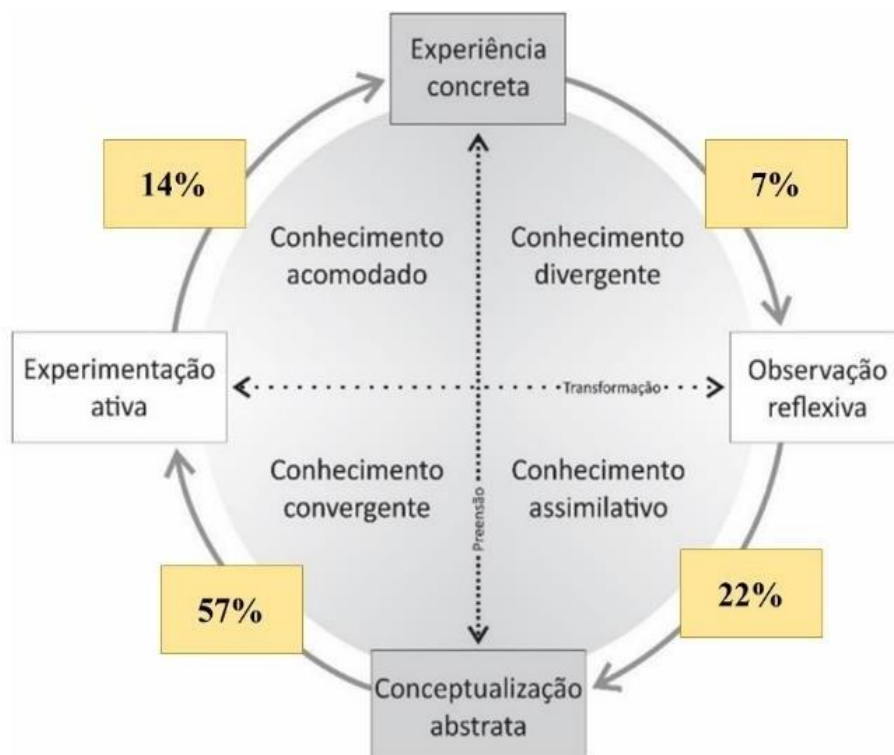 Experiência
concreta
14%
7%
Conhecimento
acomodado
Conhecimento
divergente
Experimentação
ativa
Transformação
Observação
reflexiva
Conhecimento
convergente
Preensão
Conhecimento
assimilativo
57%
22%
Conceptualização
abstrata